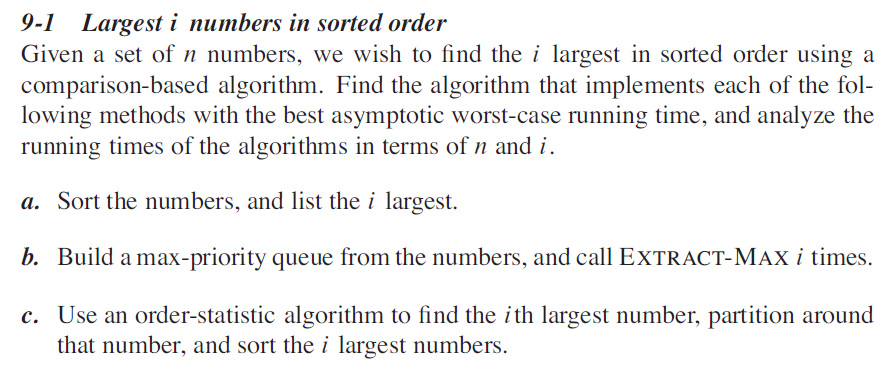 9-1 Largest i numbers in sorted order
Given a set of n numbers, we wish to find the i largest in sorted order using a
comparison-based algorithm. Find the algorithm that implements each of the fol-
lowing methods with the best asymptotic worst-case running time, and analyze the
running times of the algorithms in terms of n and i.
a. Sort the numbers, and list the i largest.
b. Build a max-priority queue from the numbers, and call EXTRACT-MAX i times.
c. Use an order-statistic algorithm to find the ith largest number, partition around
that number, and sort the i largest numbers.